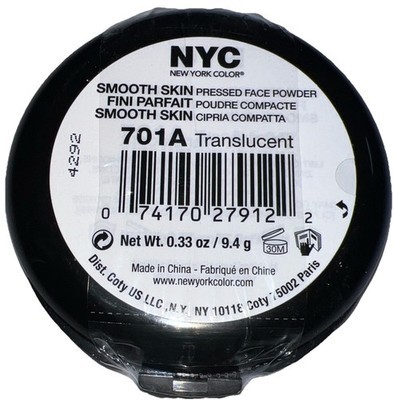 NYC
NEW YORK COLOR®
SMOOTH SKIN PRESSED FACE POWDER
FINI PARFAIT POUDRE COMPACTE
SMOOTH SKIN CIPRIA COMPATTA
701A Translucent
4292
0 74170 27912 2
Net Wt. 0.33 oz / 9.4 g 30M
Made in China - Fabriqué en Chine
www.newyorkcolor.com
Dist. Coty US LLC, N.Y. NY 10118 Coty 75002 Paris